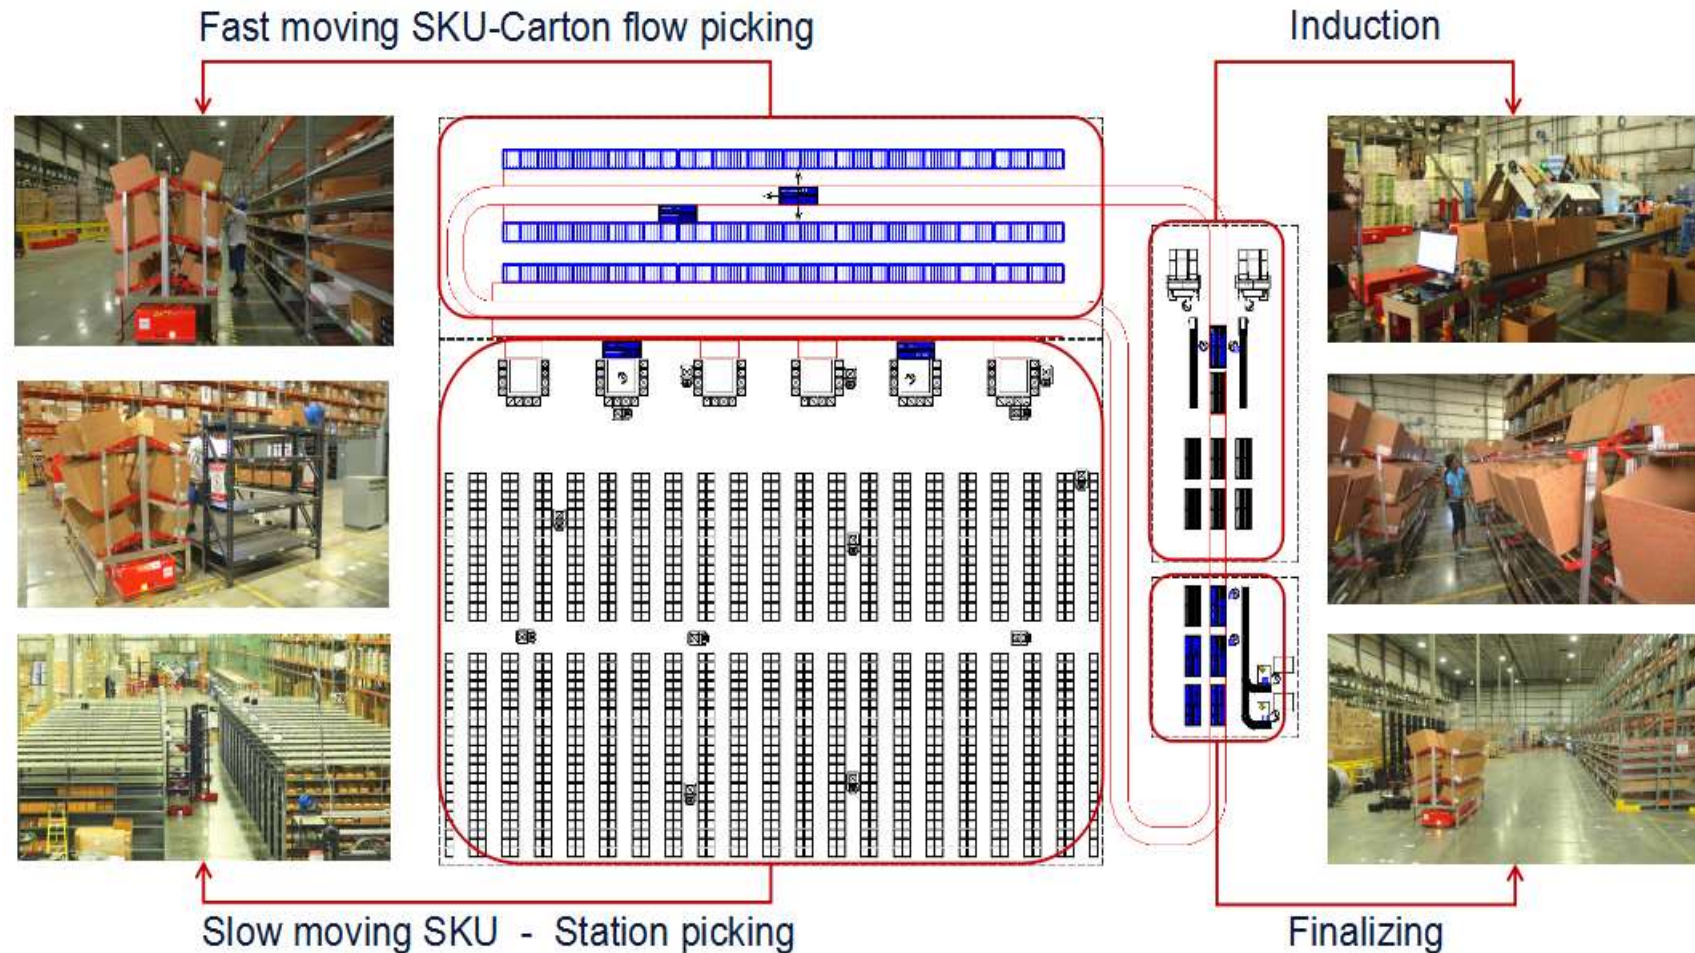 Fast moving SKU-Carton flow picking
Induction
Slow moving SKU - Station picking
Finalizing